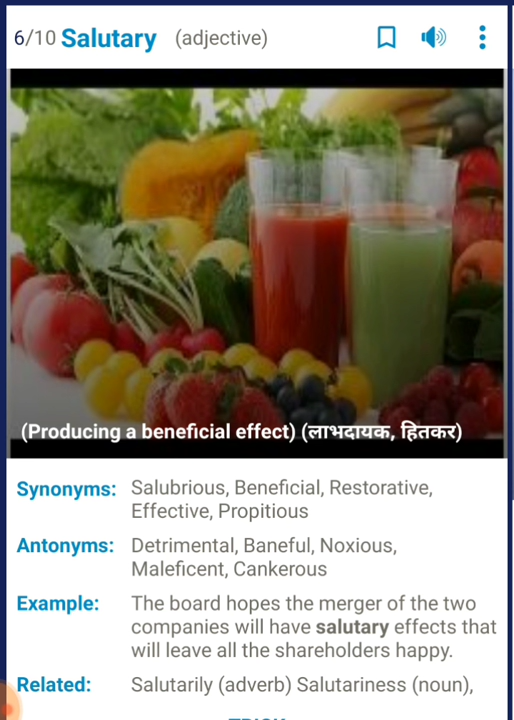 6/10 Salutary (adjective)
(Producing a beneficial effect) (लाभदायक, हितकर)
Synonyms: Salubrious, Beneficial, Restorative,
Effective, Propitious
Antonyms: Detrimental, Baneful, Noxious,
Maleficent, Cankerous
Example: The board hopes the merger of the two
companies will have salutary effects that
will leave all the shareholders happy.
Related: Salutarily (adverb) Salutariness (noun),